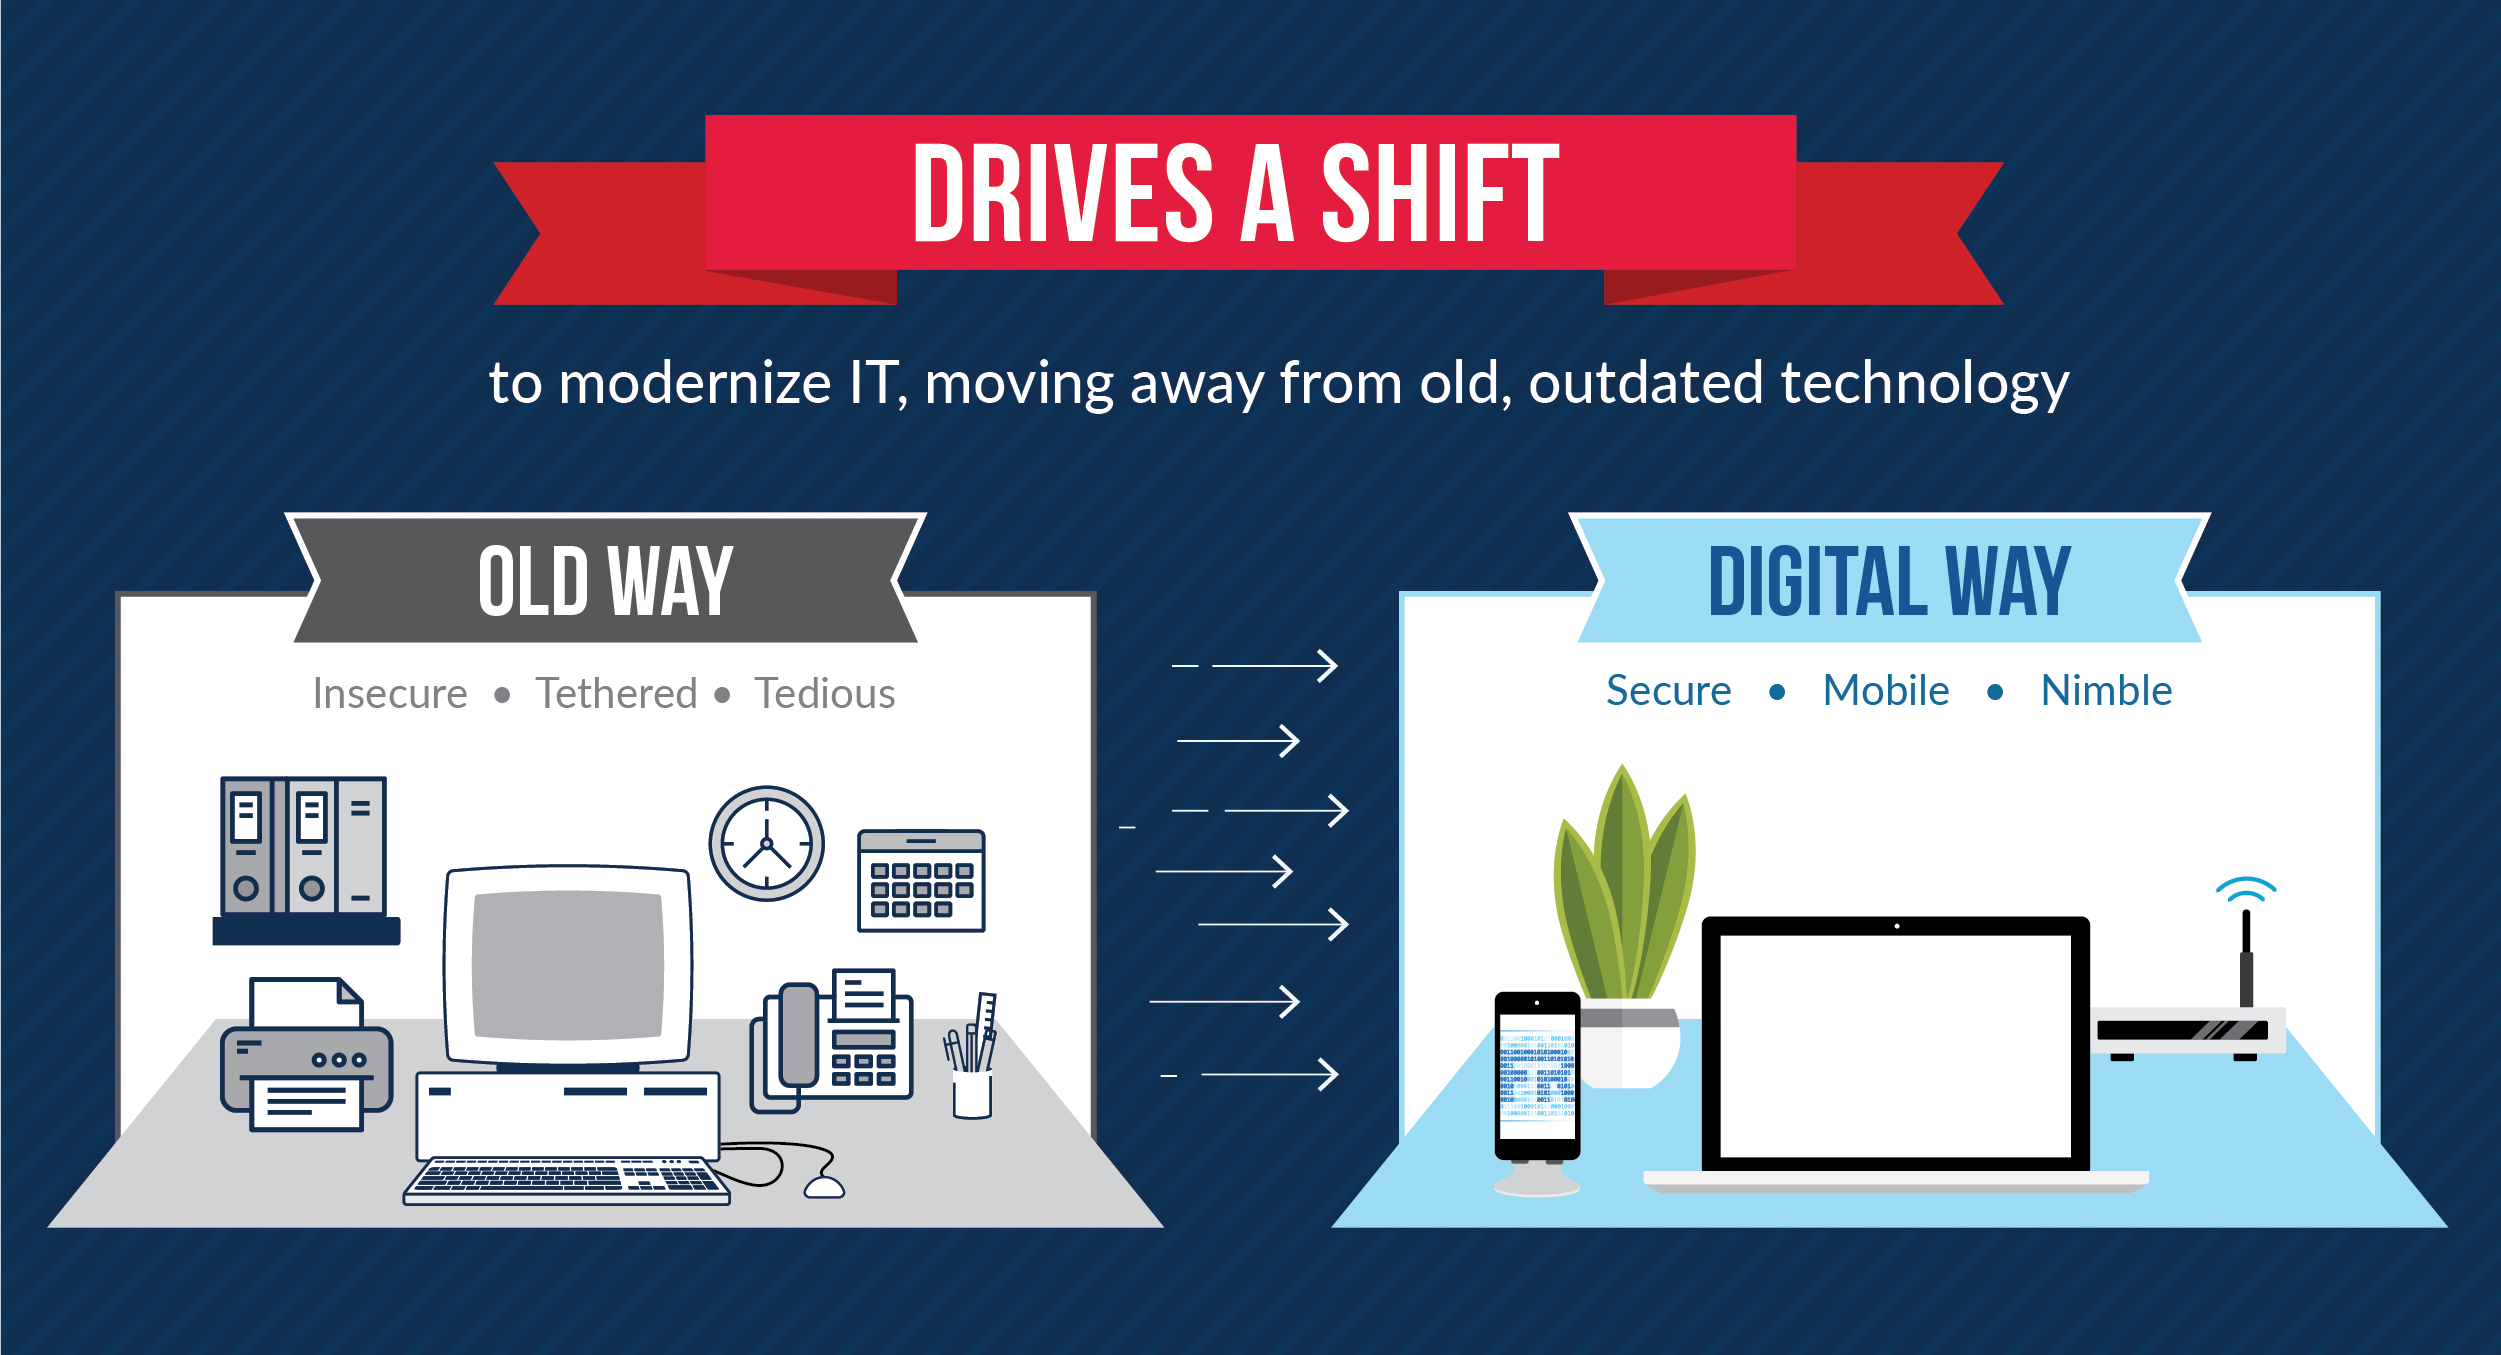 DRIVES A SHIFT
to modernize IT, moving away from old, outdated technology
OLD WAY
Insecure • Tethered • Tedious
DIGITAL WAY
Secure • Mobile • Nimble